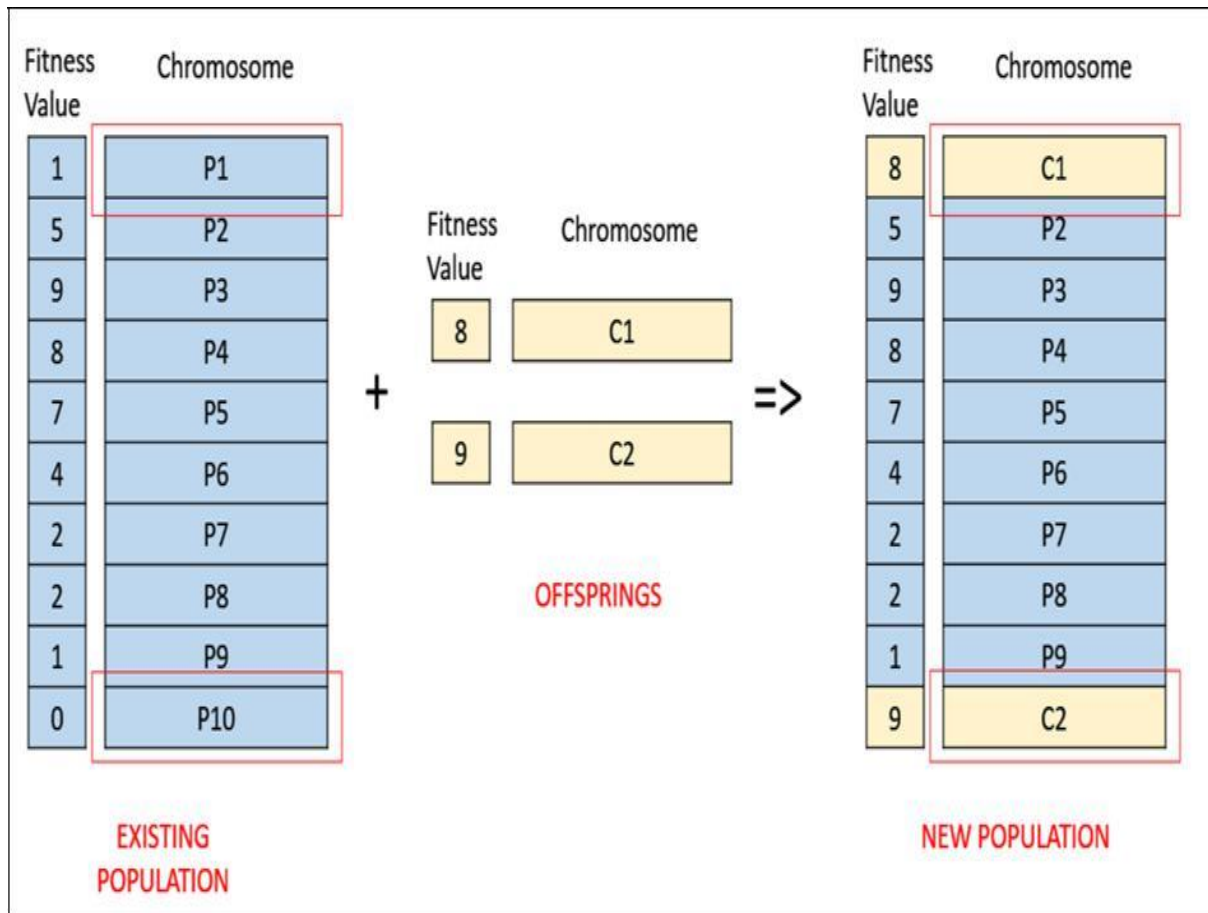 Fitness
Value
Chromosome
1 P1
5 P2
9 P3
8 P4
7 P5
4 P6
2 P7
2 P8
1 P9
0 P10
EXISTING
POPULATION
+
Fitness
Value
Chromosome
8 C1
9 C2
OFFSPRINGS
=>
Fitness
Value
Chromosome
8 C1
5 P2
9 P3
8 P4
7 P5
4 P6
2 P7
2 P8
1 P9
9 C2
NEW POPULATION